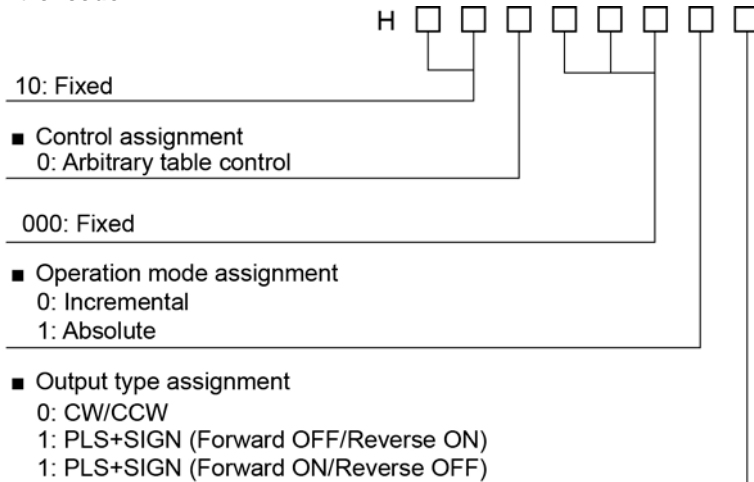 H □ □ □ □ □ □ □ □
10: Fixed
■ Control assignment
0: Arbitrary table control
000: Fixed
■ Operation mode assignment
0: Incremental
1: Absolute
■ Output type assignment
0: CW/CCW
1: PLS+SIGN (Forward OFF/Reverse ON)
1: PLS+SIGN (Forward ON/Reverse OFF)